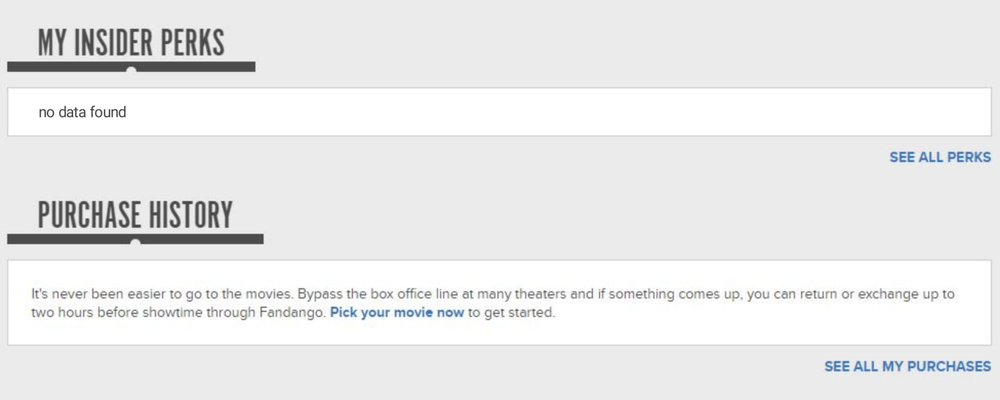 MY INSIDER PERKS
no data found
SEE ALL PERKS
PURCHASE HISTORY
It's never been easier to go to the movies. Bypass the box office line at many theaters and if something comes up, you can return or exchange up to
two hours before showtime through Fandango. Pick your movie now to get started.
SEE ALL MY PURCHASES